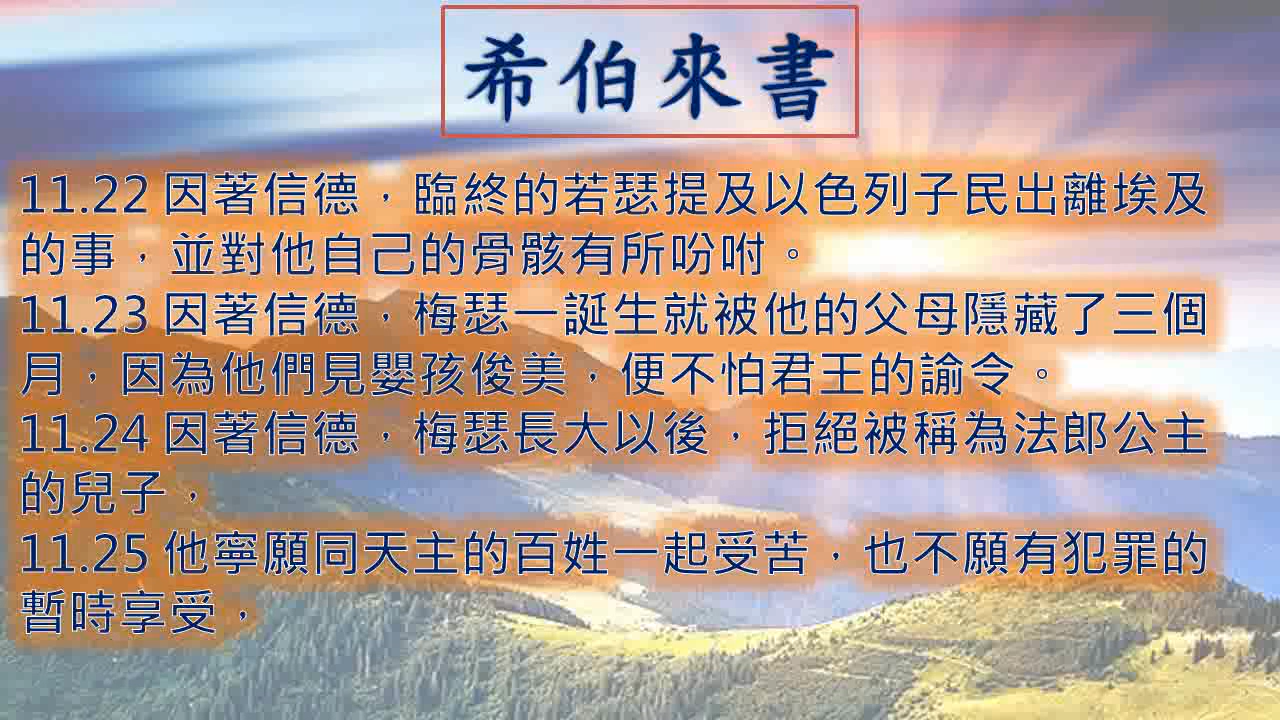 希伯來書
11.22 因著信德，臨終的若瑟提及以色列子民出離埃及
的事，並對他自己的骨骸有所吩咐。
11.23 因著信德，梅瑟一誕生就被他的父母隱藏了三個
月，因為他們見嬰孩俊美，便不怕君王的諭令。
11.24 因著信德，梅瑟長大以後，拒絕被稱為法郎公主
的兒子，
11.25 他寧願同天主的百姓一起受苦，也不願有犯罪的
暫時享受，